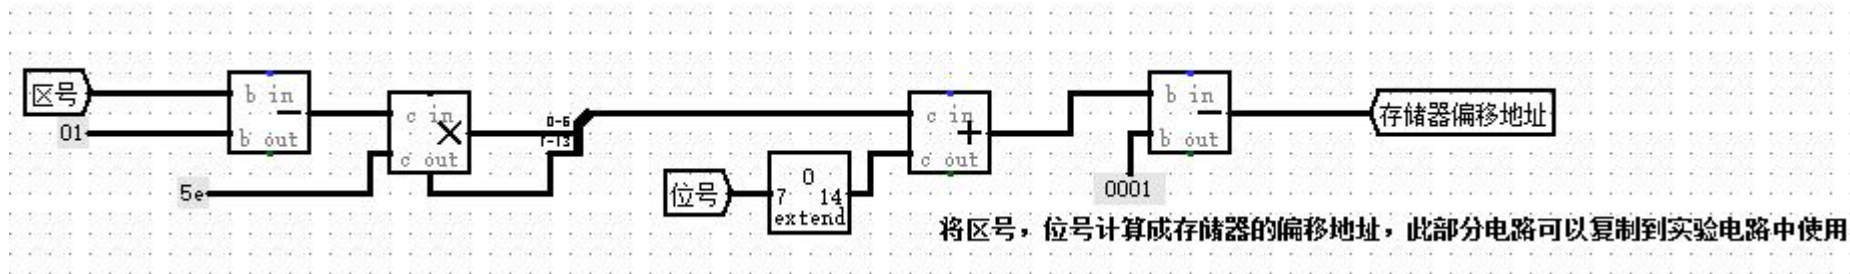 区号
01
b in
b out
5e
c in
c out
0-6
7-13
位号
0
7 14
extend
c in
c out
b in
b out
0001
存储器偏移地址
将区号，位号计算成存储器的偏移地址，此部分电路可以复制到实验电路中使用